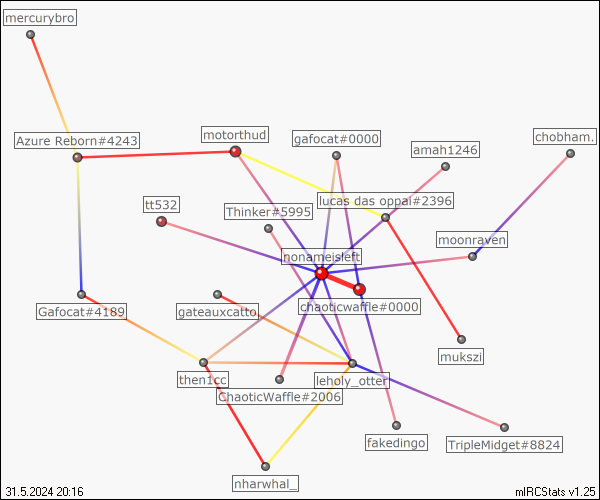 mercurybro
Azure Reborn#4243
motorthud
gafocat#0000
chobham.
amah1246
tt532
Thinker#5995
lucas das oppai#2396
moonraven
nonameisleft
Gafocat#4189
gateauxcatto
chaoticwaffle#0000
mukszi
then1cc
leholy_otter
ChaoticWaffle#2006
fakedingo
TripleMidget#8824
nharwhal_
31.5.2024 20:16
mIRCStats v1.25